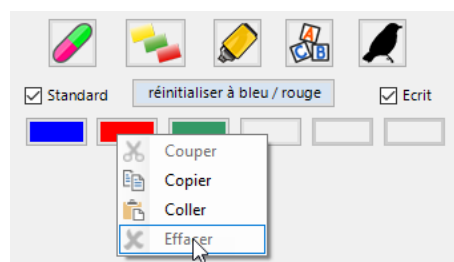 A
B C
Standard
réinitialiser à bleu / rouge
Ecrit
Couper
Copier
Coller
Effacer